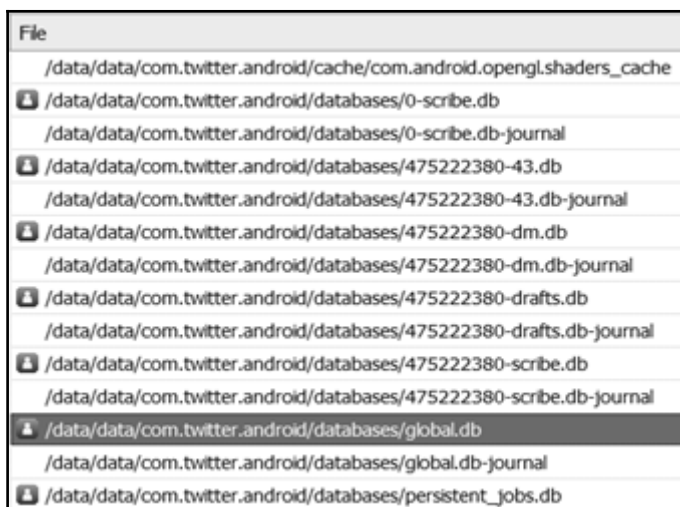 File
/data/data/com.twitter.android/cache/com.android.opengl.shaders_cache
/data/data/com.twitter.android/databases/0-scribe.db
/data/data/com.twitter.android/databases/0-scribe.db-journal
/data/data/com.twitter.android/databases/475222380-43.db
/data/data/com.twitter.android/databases/475222380-43.db-journal
/data/data/com.twitter.android/databases/475222380-dm.db
/data/data/com.twitter.android/databases/475222380-dm.db-journal
/data/data/com.twitter.android/databases/475222380-drafts.db
/data/data/com.twitter.android/databases/475222380-drafts.db-journal
/data/data/com.twitter.android/databases/475222380-scribe.db
/data/data/com.twitter.android/databases/475222380-scribe.db-journal
/data/data/com.twitter.android/databases/global.db
/data/data/com.twitter.android/databases/global.db-journal
/data/data/com.twitter.android/databases/persistent_jobs.db